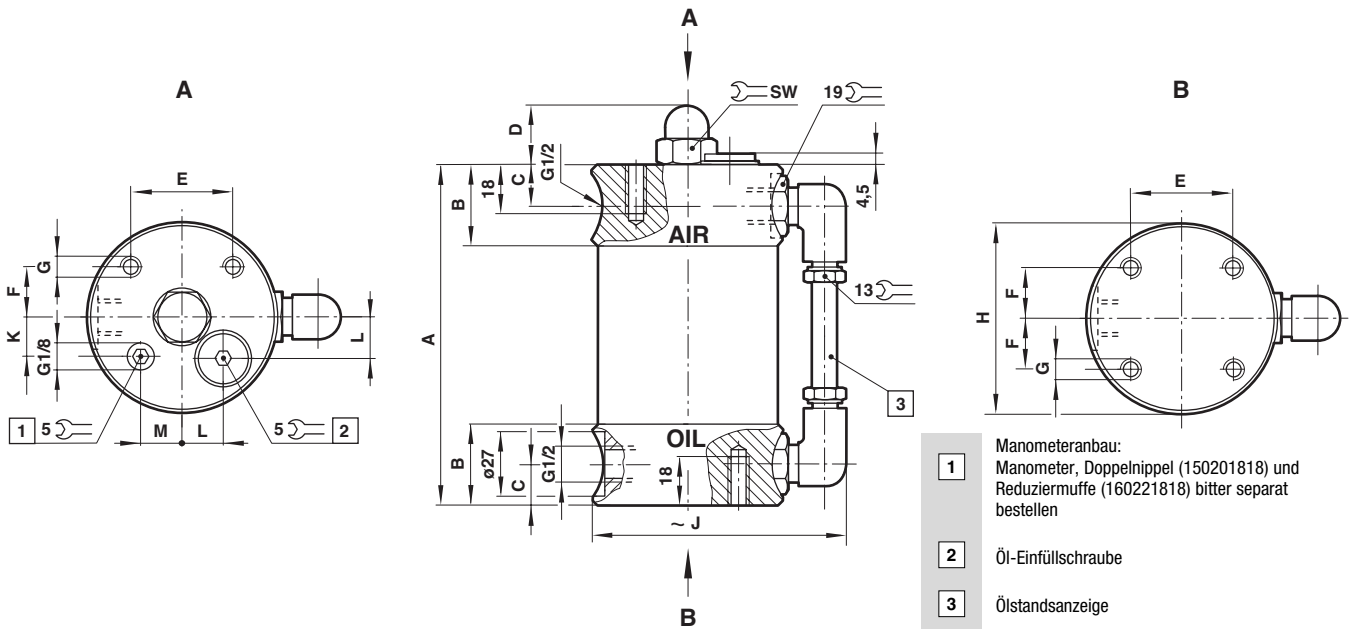 A
E
G
F
K
G1/8
L
1 5
M
L
5 2
A
SW
19
D
G1/2
C
18
B
4,5
AIR
13
A
3
OIL
B
ø27
G1/2
C
18
~ J
B
B
E
H
F
F
G
1 Manometeranbau:
Manometer, Doppelnippel (150201818) und
Reduziermuffe (160221818) bitter separat
bestellen
2 Öl-Einfüllschraube
3 Ölstandsanzeige